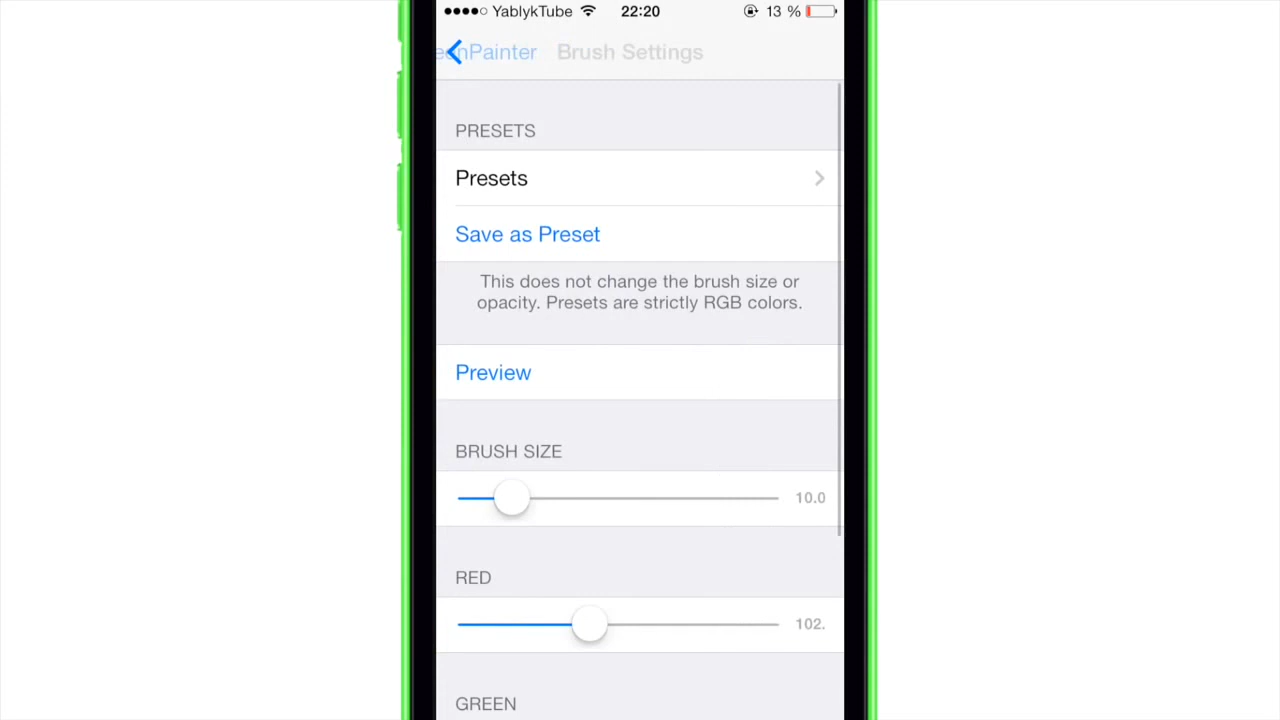 YablykTube 22:20 13 %
enPainter Brush Settings
PRESETS
Presets
Save as Preset
This does not change the brush size or
opacity. Presets are strictly RGB colors.
Preview
BRUSH SIZE
10.0
RED
102.
GREEN